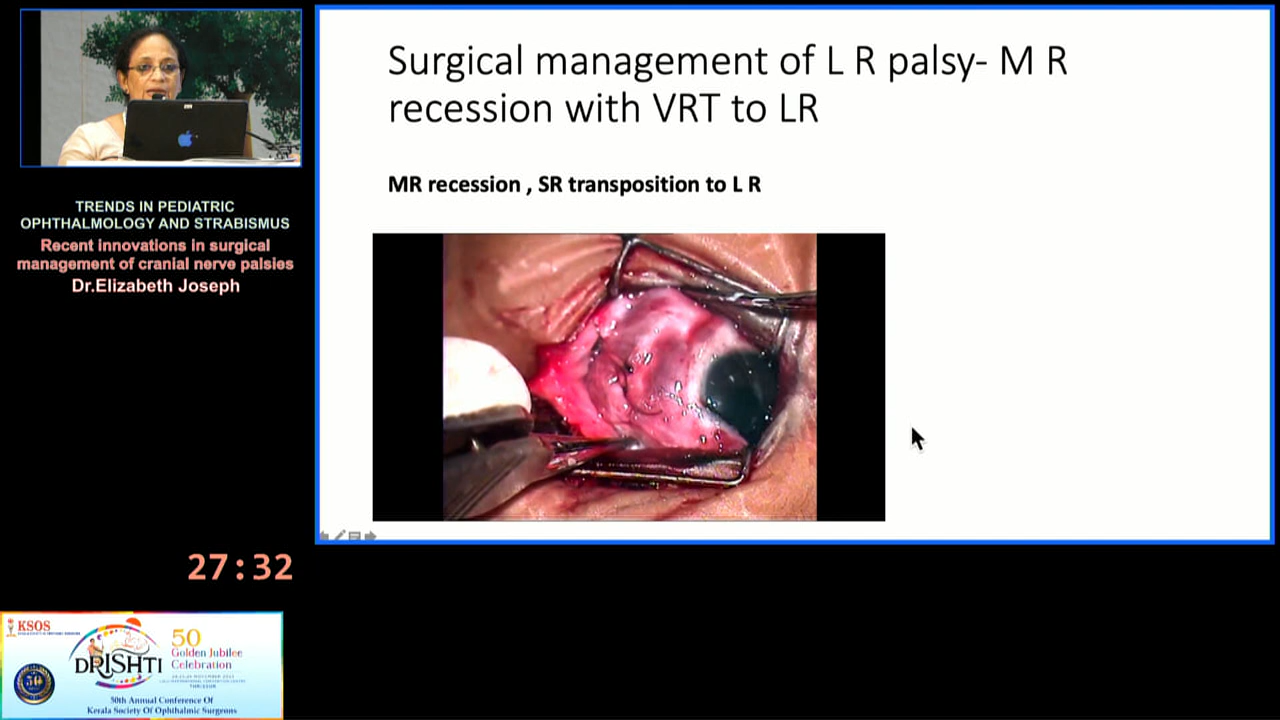 Surgical management of L R palsy- M R
recession with VRT to LR
MR recession , SR transposition to L R
TRENDS IN PEDIATRIC
OPHTHALMOLOGY AND STRABISMUS
Recent innovations in surgical
management of cranial nerve palsies
Dr.Elizabeth Joseph
27:32
KSOS
50
Golden Jubilee
Celebration
DRISHTI
50th Annual Conference Of
Kerala Society Of Ophthalmic Surgeons